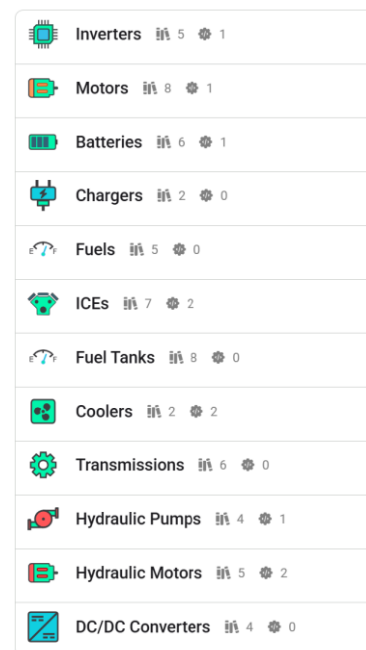 Inverters 5 1
Motors 8 1
Batteries 6 1
Chargers 2 0
E F Fuels 5 0
ICEs 7 2
E F Fuel Tanks 8 0
Coolers 2 2
Transmissions 6 0
Hydraulic Pumps 4 1
Hydraulic Motors 5 2
DC/DC Converters 4 0